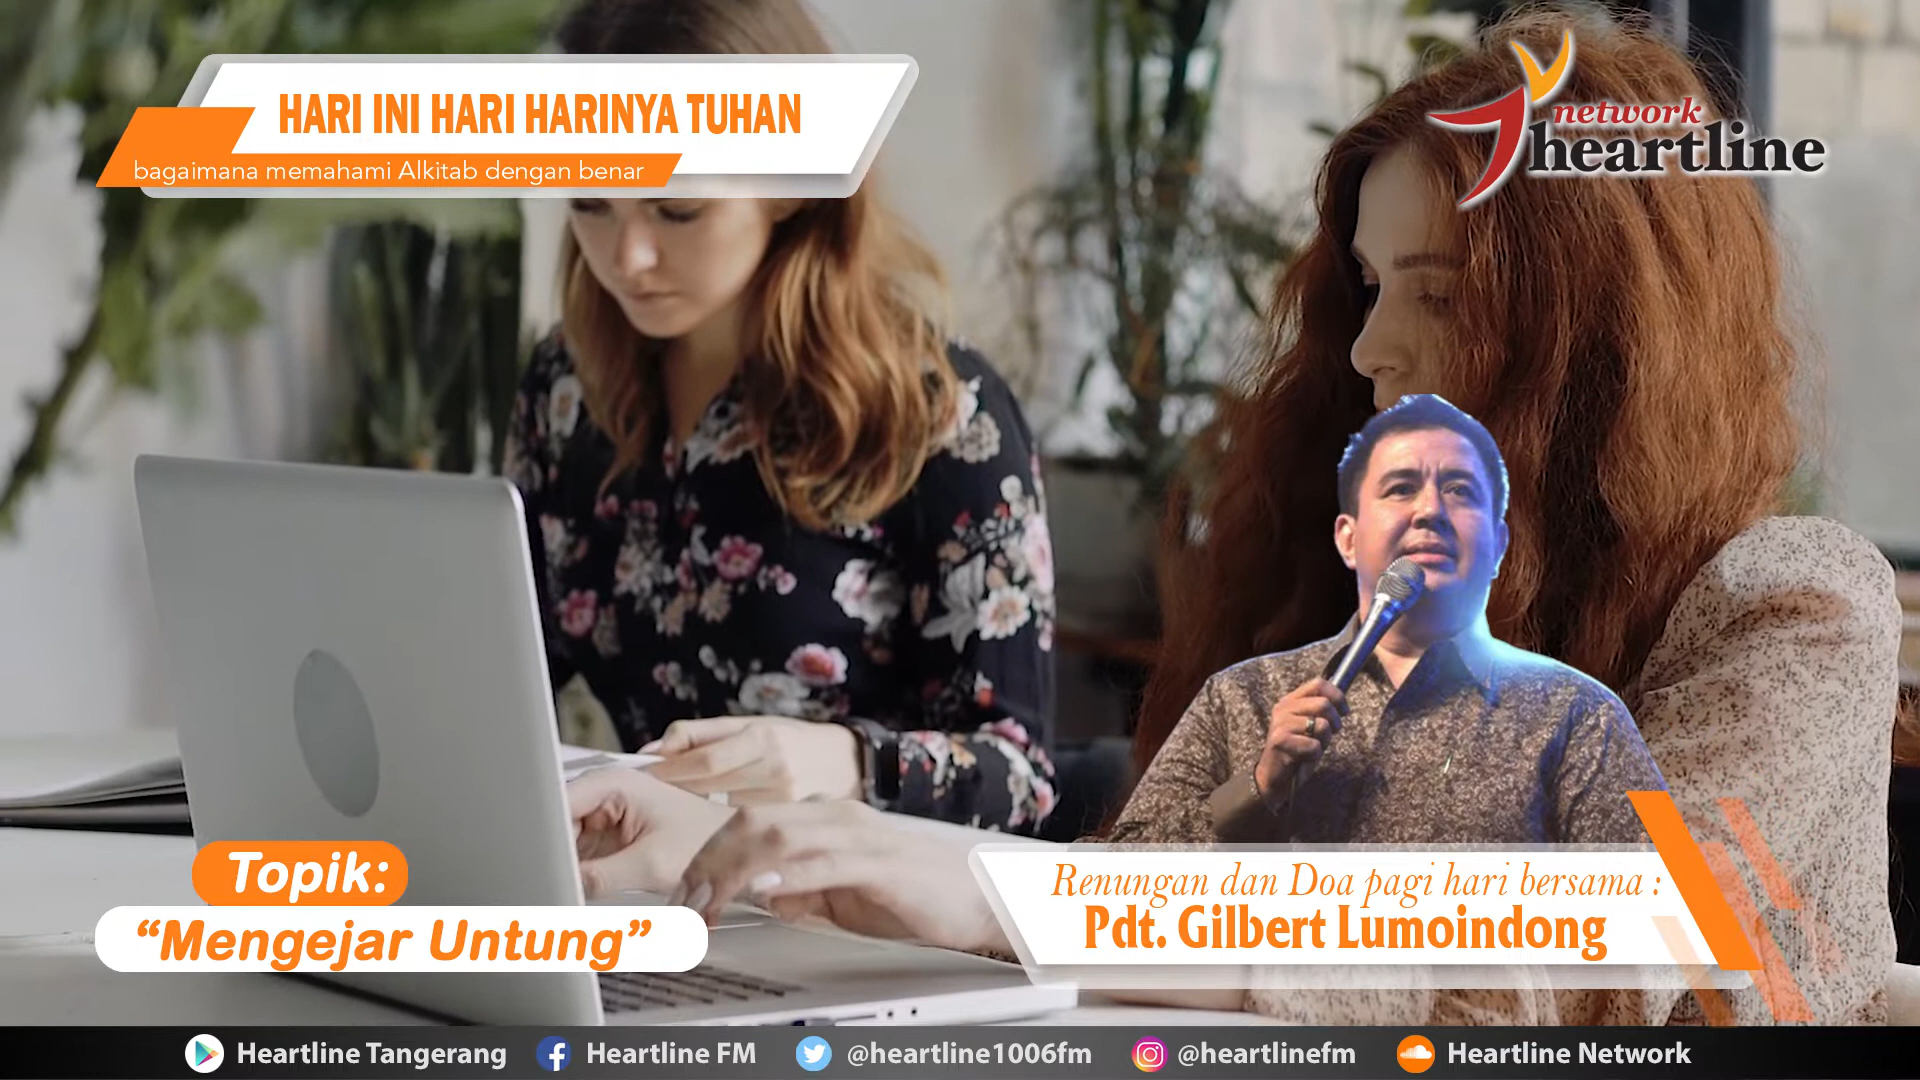 HARI INI HARI HARINYA TUHAN
bagaimana memahami Alkitab dengan benar
network
heartline
Topik:
“Mengejar Untung”
Renungan dan Doa pagi hari bersama :
Pdt. Gilbert Lumoindong
Heartline Tangerang
Heartline FM
@heartline1006fm
@heartlinefm
Heartline Network